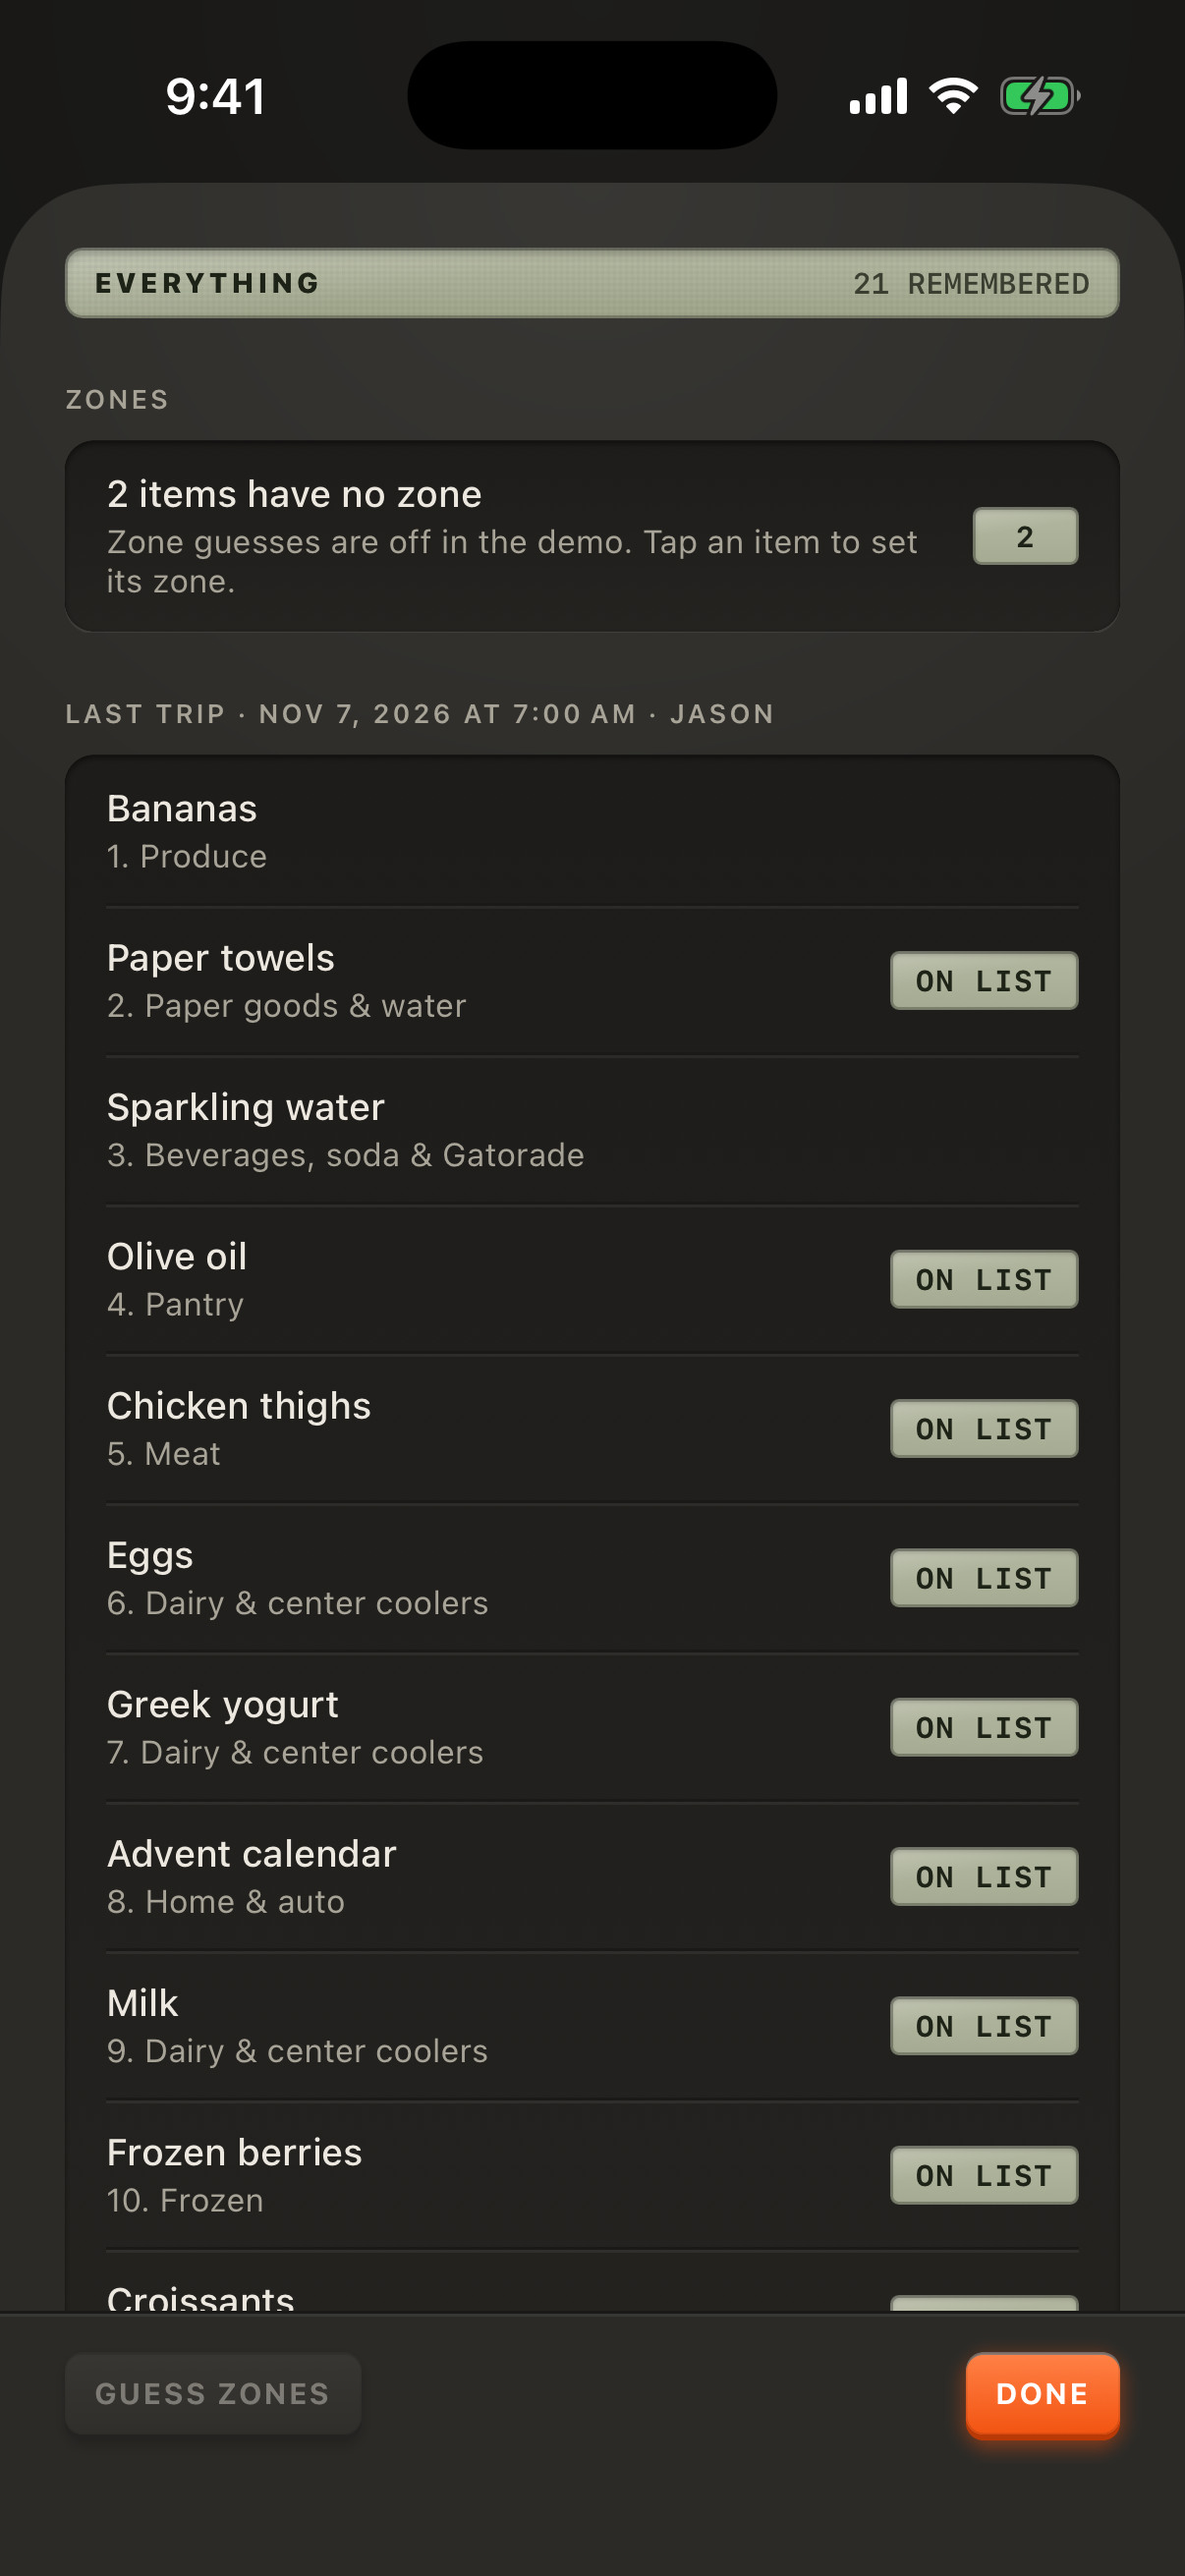 9:41
EVERYTHING
21 REMEMBERED
ZONES
2 items have no zone
Zone guesses are off in the demo. Tap an item to set
its zone.
2
LAST TRIP · NOV 7, 2026 AT 7:00 AM · JASON
Bananas
1. Produce
Paper towels
2. Paper goods & water
ON LIST
Sparkling water
3. Beverages, soda & Gatorade
Olive oil
4. Pantry
ON LIST
Chicken thighs
5. Meat
ON LIST
Eggs
6. Dairy & center coolers
ON LIST
Greek yogurt
7. Dairy & center coolers
ON LIST
Advent calendar
8. Home & auto
ON LIST
Milk
9. Dairy & center coolers
ON LIST
Frozen berries
10. Frozen
ON LIST
Croissants
GUESS ZONES
DONE